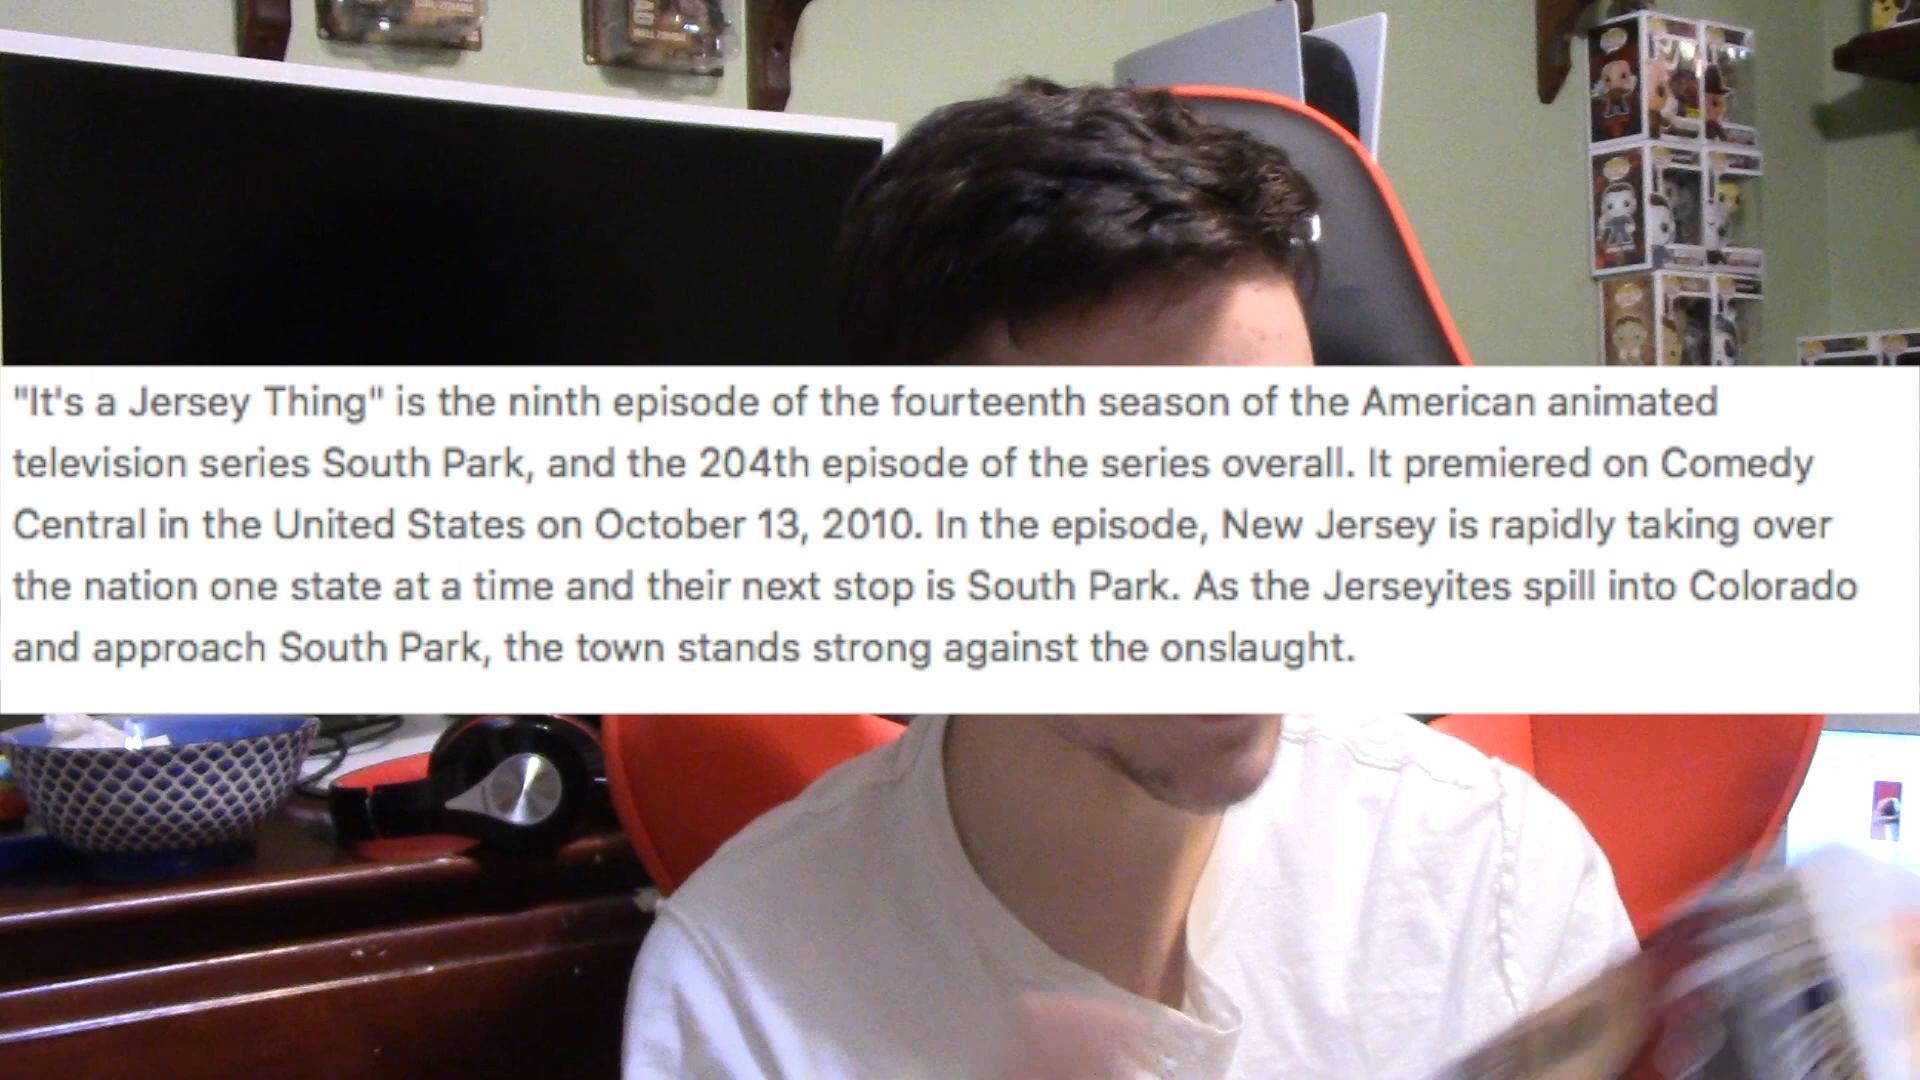 "It's a Jersey Thing" is the ninth episode of the fourteenth season of the American animated
television series South Park, and the 204th episode of the series overall. It premiered on Comedy
Central in the United States on October 13, 2010. In the episode, New Jersey is rapidly taking over
the nation one state at a time and their next stop is South Park. As the Jerseyites spill into Colorado
and approach South Park, the town stands strong against the onslaught.